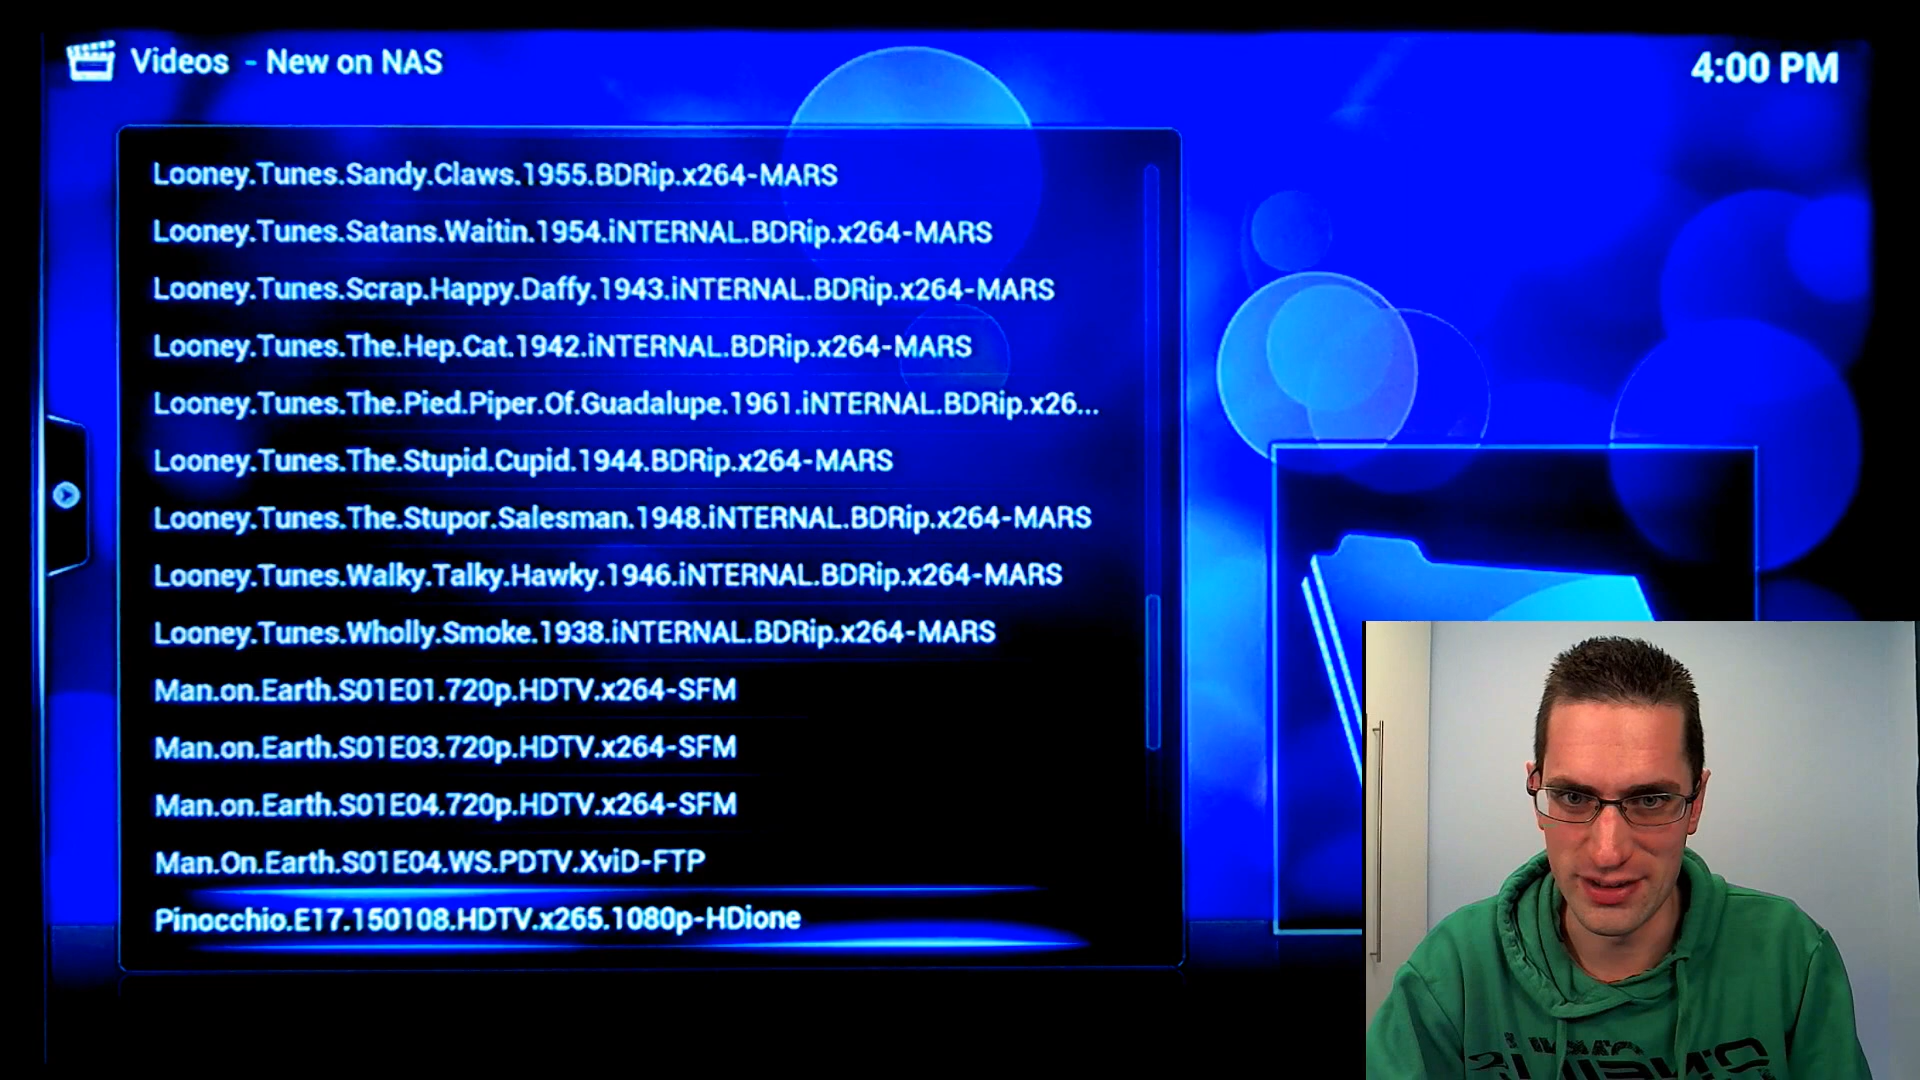 Videos - New on NAS
4:00 PM
Looney.Tunes.Sandy.Claws.1955.BDRip.x264-MARS
Looney.Tunes.Satans.Waitin.1954.iNTERNAL.BDRip.x264-MARS
Looney.Tunes.Scrap.Happy.Daffy.1943.iNTERNAL.BDRip.x264-MARS
Looney.Tunes.The.Hep.Cat.1942.iNTERNAL.BDRip.x264-MARS
Looney.Tunes.The.Pied.Piper.Of.Guadalupe.1961.iNTERNAL.BDRip.x26...
Looney.Tunes.The.Stupid.Cupid.1944.BDRip.x264-MARS
Looney.Tunes.The.Stupor.Salesman.1948.iNTERNAL.BDRip.x264-MARS
Looney.Tunes.Walky.Talky.Hawky.1946.iNTERNAL.BDRip.x264-MARS
Looney.Tunes.Wholly.Smoke.1938.iNTERNAL.BDRip.x264-MARS
Man.on.Earth.S01E01.720p.HDTV.x264-SFM
Man.on.Earth.S01E03.720p.HDTV.x264-SFM
Man.on.Earth.S01E04.720p.HDTV.x264-SFM
Man.On.Earth.S01E04.WS.PDTV.XviD-FTP
Pinocchio.E17.150108.HDTV.x265.1080p-HDione